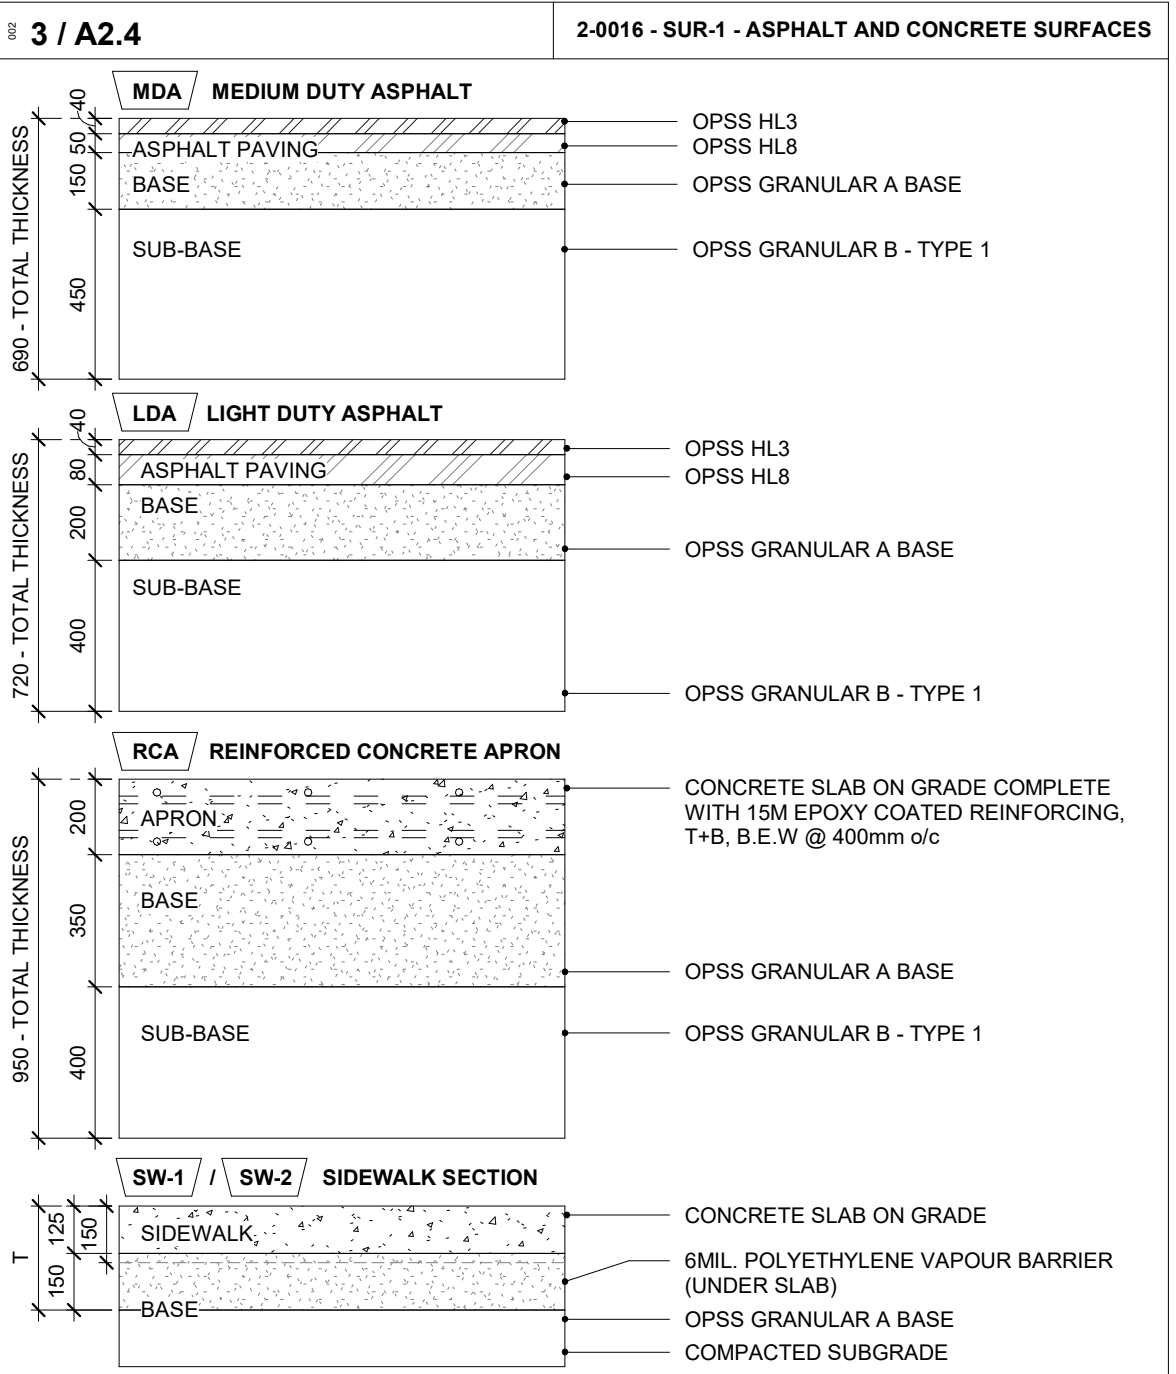 002
3 / A2.4
2-0016 - SUR-1 - ASPHALT AND CONCRETE SURFACES
MDA MEDIUM DUTY ASPHALT
690 - TOTAL THICKNESS
40
50
150
450
ASPHALT PAVING
BASE
SUB-BASE
OPSS HL3
OPSS HL8
OPSS GRANULAR A BASE
OPSS GRANULAR B - TYPE 1
LDA LIGHT DUTY ASPHALT
720 - TOTAL THICKNESS
40
80
200
400
ASPHALT PAVING
BASE
SUB-BASE
OPSS HL3
OPSS HL8
OPSS GRANULAR A BASE
OPSS GRANULAR B - TYPE 1
RCA REINFORCED CONCRETE APRON
950 - TOTAL THICKNESS
200
350
400
APRON
BASE
SUB-BASE
CONCRETE SLAB ON GRADE COMPLETE
WITH 15M EPOXY COATED REINFORCING,
T+B, B.E.W @ 400mm o/c
OPSS GRANULAR A BASE
OPSS GRANULAR B - TYPE 1
SW-1 / SW-2 SIDEWALK SECTION
T
125
150
150
SIDEWALK
BASE
CONCRETE SLAB ON GRADE
6MIL. POLYETHYLENE VAPOUR BARRIER
(UNDER SLAB)
OPSS GRANULAR A BASE
COMPACTED SUBGRADE